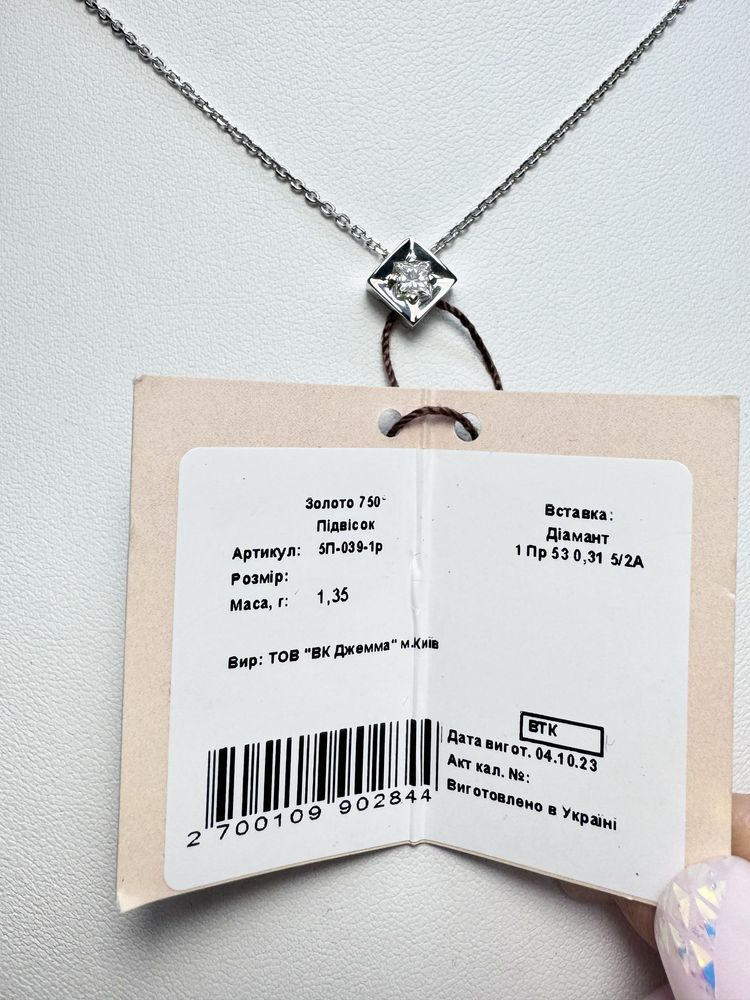 Золото 750°
Підвісок
Артикул: 5П-039-1р
Розмір:
Маса, г: 1,35
Вир: ТОВ "ВК Джемма" м.Київ
2 700109 902844
Вставка:
Діамант
1 Пр 53 0,31 5/2А
ВТК
Дата вигот. 04.10.23
Акт кал. №:
Виготовлено в Україні